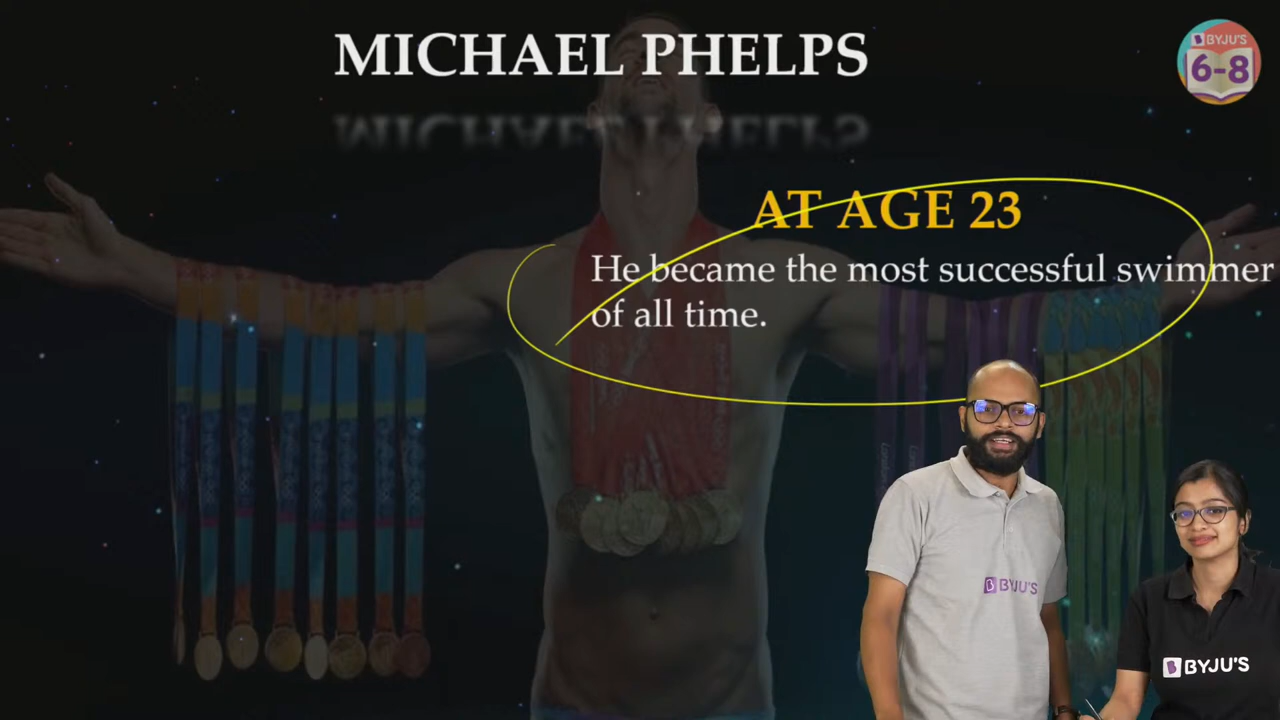 MICHAEL PHELPS
BYJU'S
6-8
AT AGE 23
He became the most successful swimmer
of all time.
BYJU'S
BYJU'S